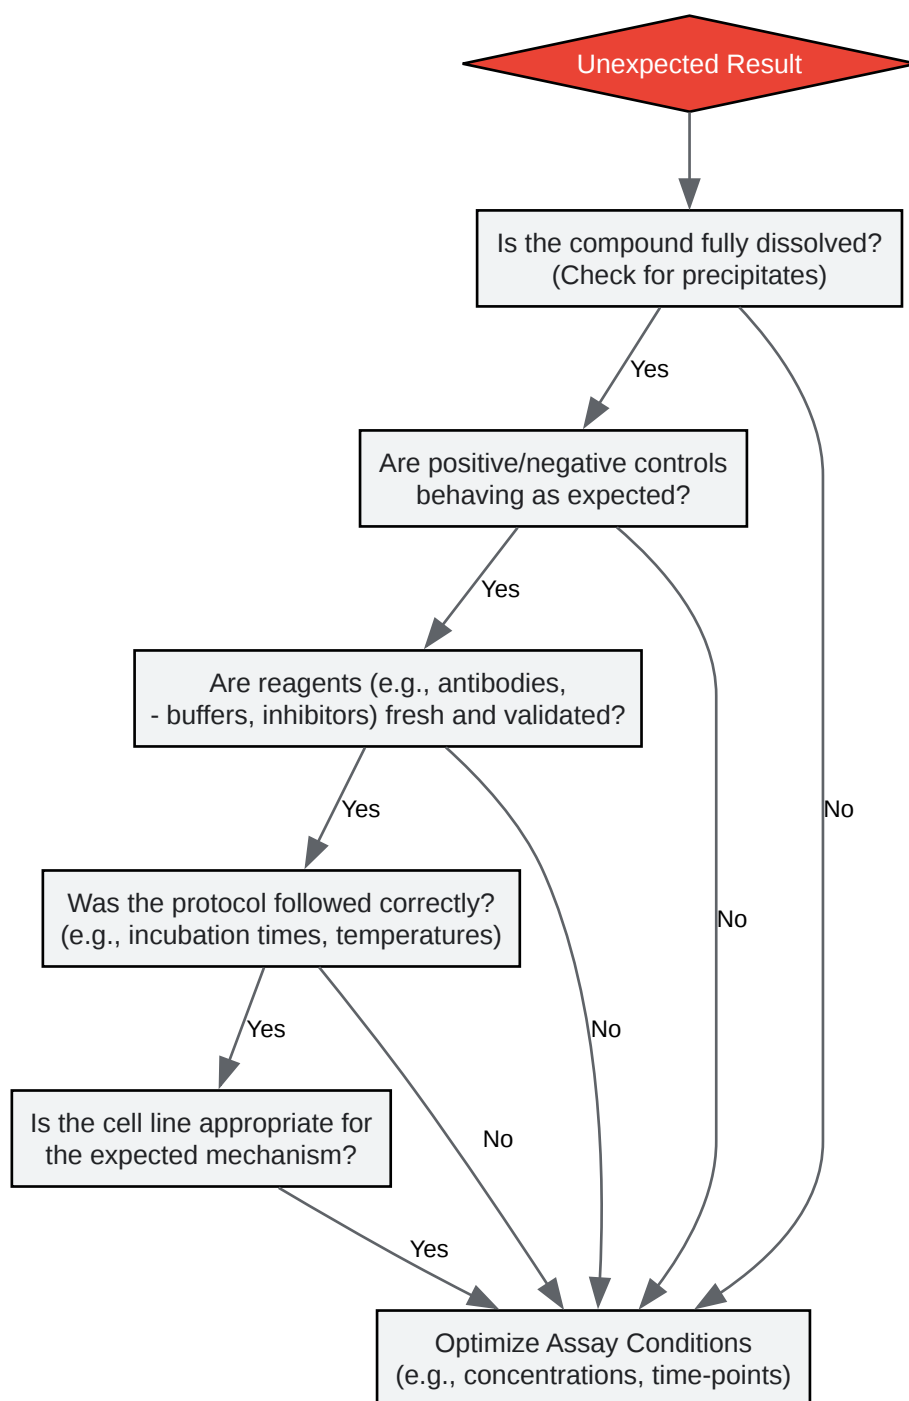 Unexpected Result
Is the compound fully dissolved?
(Check for precipitates)
Yes
Are positive/negative controls
behaving as expected?
Yes
Are reagents (e.g., antibodies,
- buffers, inhibitors) fresh and validated?
Yes
No
Was the protocol followed correctly?
(e.g., incubation times, temperatures)
No
Yes
No
Is the cell line appropriate for
the expected mechanism?
No
Yes
Optimize Assay Conditions
(e.g., concentrations, time-points)